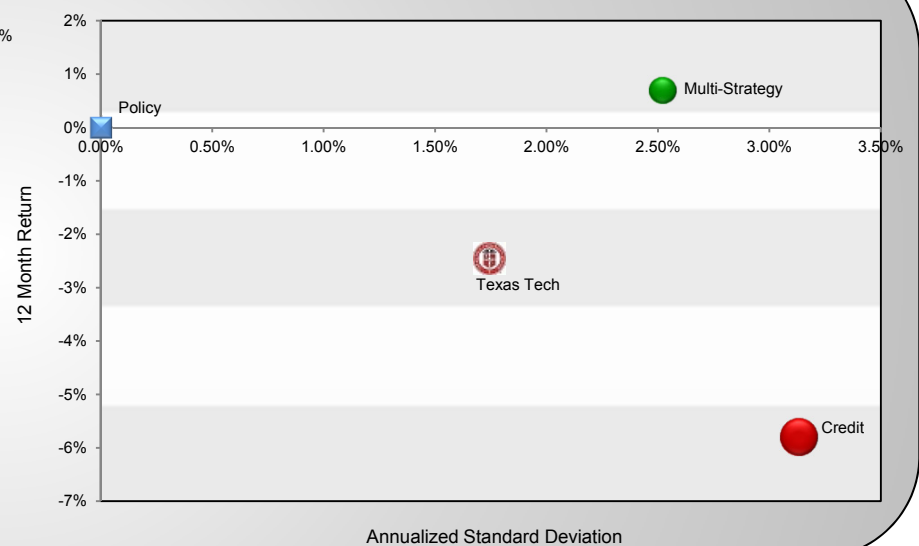 2%
%
1%
Multi-Strategy
Policy
0%
0.00% 0.50% 1.00% 1.50% 2.00% 2.50% 3.00% 3.50%
-1%
-2%
-3%
Texas Tech
-4%
-5%
Credit
-6%
-7%
12 Month Return
Annualized Standard Deviation